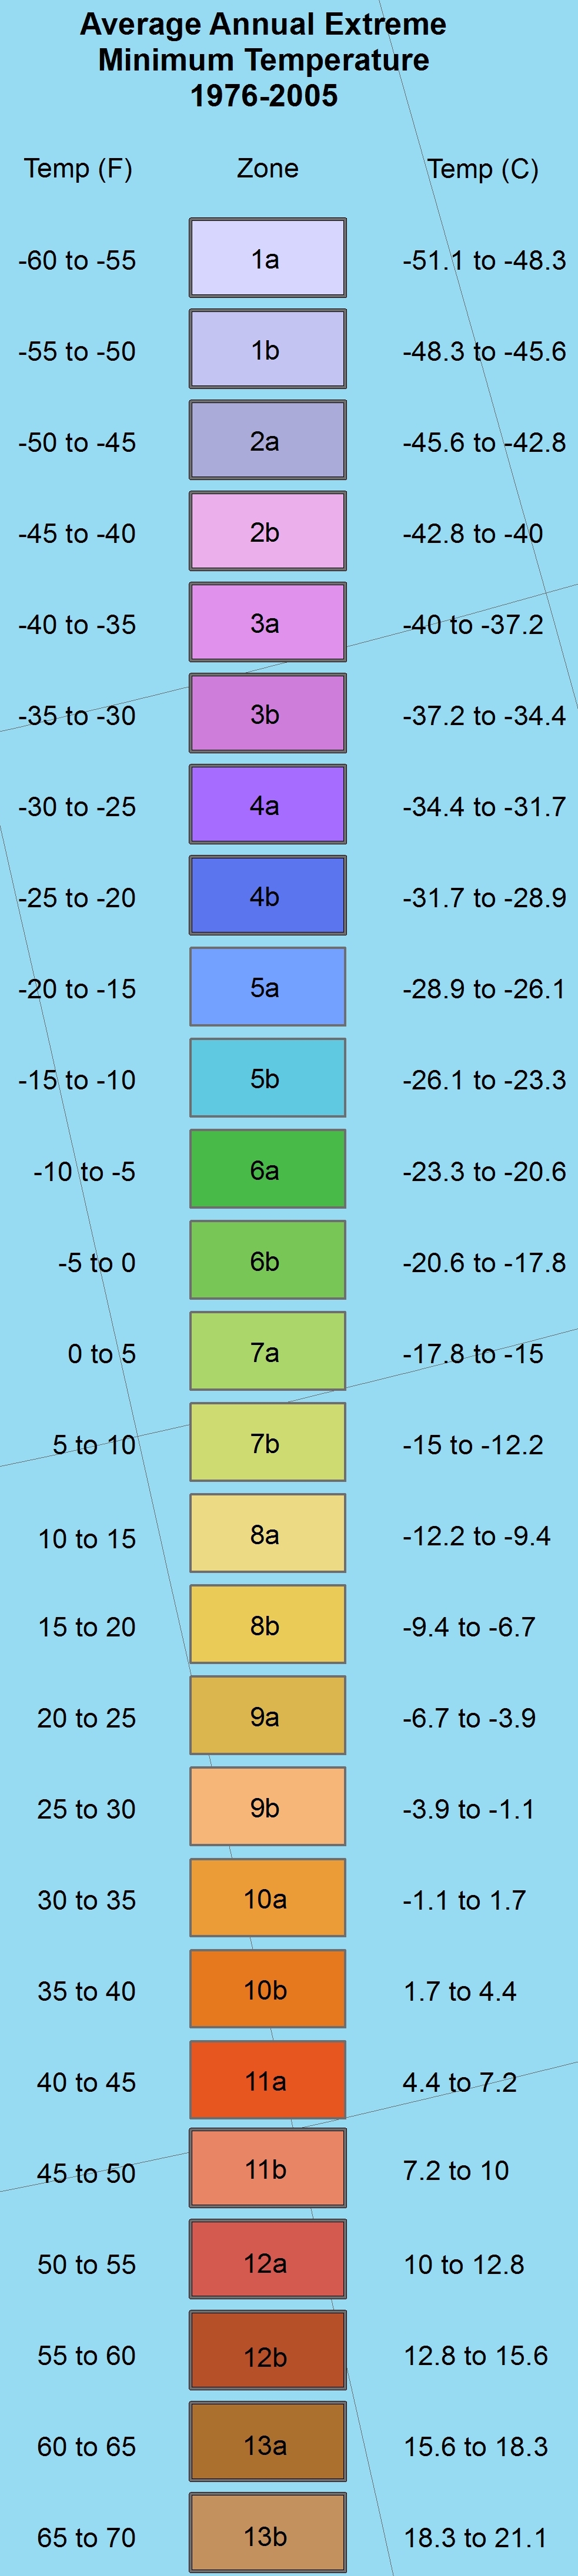 Average Annual Extreme
Minimum Temperature
1976-2005
Temp (F) Zone Temp (C)
-60 to -55 1a -51.1 to -48.3
-55 to -50 1b -48.3 to -45.6
-50 to -45 2a -45.6 to -42.8
-45 to -40 2b -42.8 to -40
-40 to -35 3a -40 to -37.2
-35 to -30 3b -37.2 to -34.4
-30 to -25 4a -34.4 to -31.7
-25 to -20 4b -31.7 to -28.9
-20 to -15 5a -28.9 to -26.1
-15 to -10 5b -26.1 to -23.3
-10 to -5 6a -23.3 to -20.6
-5 to 0 6b -20.6 to -17.8
0 to 5 7a -17.8 to -15
5 to 10 7b -15 to -12.2
10 to 15 8a -12.2 to -9.4
15 to 20 8b -9.4 to -6.7
20 to 25 9a -6.7 to -3.9
25 to 30 9b -3.9 to -1.1
30 to 35 10a -1.1 to 1.7
35 to 40 10b 1.7 to 4.4
40 to 45 11a 4.4 to 7.2
45 to 50 11b 7.2 to 10
50 to 55 12a 10 to 12.8
55 to 60 12b 12.8 to 15.6
60 to 65 13a 15.6 to 18.3
65 to 70 13b 18.3 to 21.1